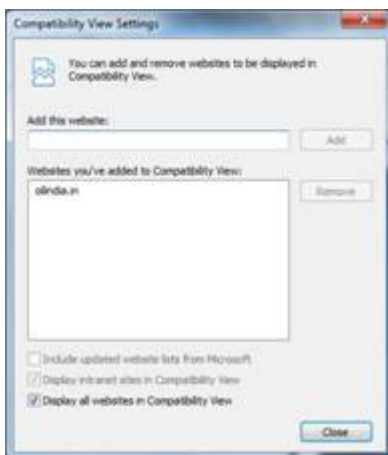 Compatibility View Settings
You can add and remove websites to be displayed in
Compatibility View.
Add this website:
Add
Websites you've added to Compatibility View:
oilindia.in
Remove
Include updated website lists from Microsoft
Display intranet sites in Compatibility View
Display all websites in Compatibility View
Close